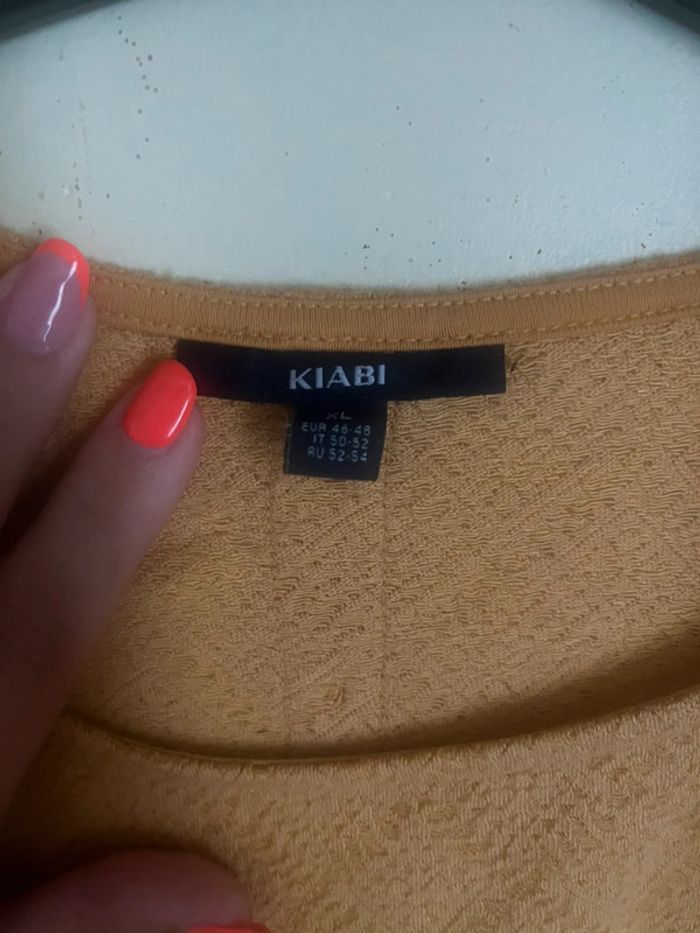 KIABI
XL
EUR 46-48
IT 50-52
RU 52-54